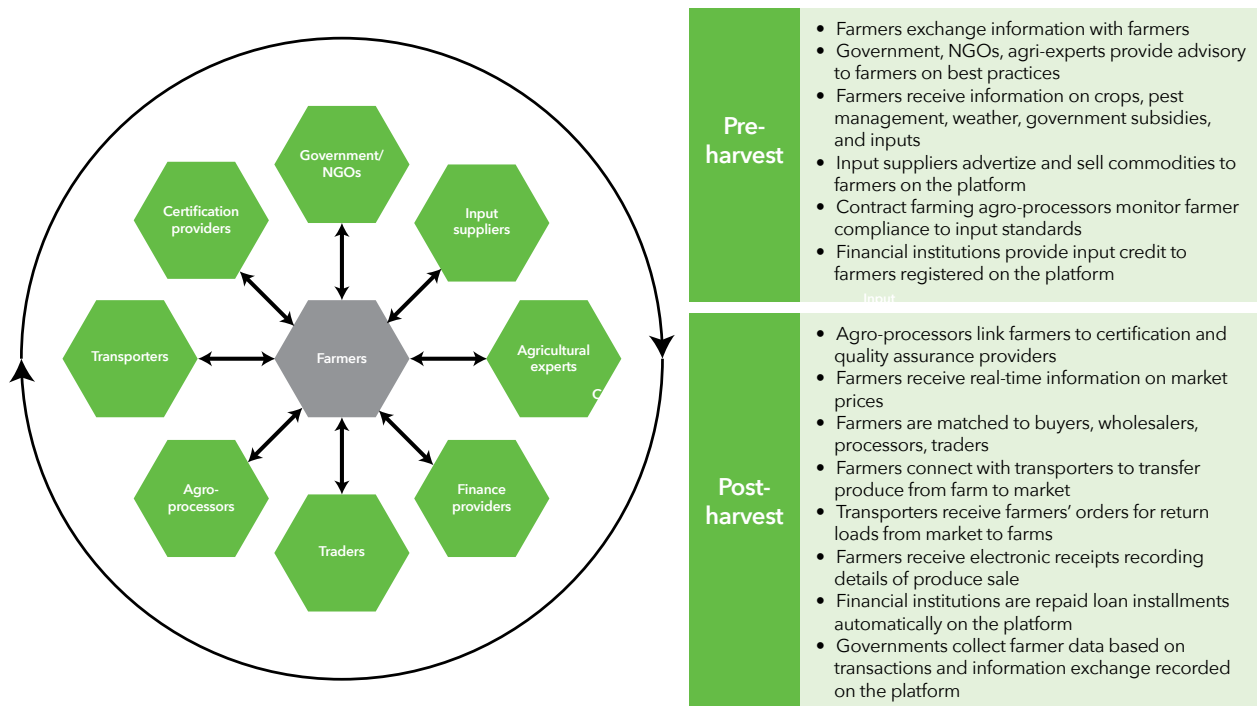 Government/
NGOs
Certification
providers
Input
suppliers
Transporters
Farmers
Agricultural
experts
C
Agro-
processors
Finance
providers
Traders
Pre-
harvest
• Farmers exchange information with farmers
• Government, NGOs, agri-experts provide advisory
to farmers on best practices
• Farmers receive information on crops, pest
management, weather, government subsidies,
and inputs
• Input suppliers advertize and sell commodities to
farmers on the platform
• Contract farming agro-processors monitor farmer
compliance to input standards
• Financial institutions provide input credit to
farmers registered on the platform
Input
Post-
harvest
• Agro-processors link farmers to certification and
quality assurance providers
• Farmers receive real-time information on market
prices
• Farmers are matched to buyers, wholesalers,
processors, traders
• Farmers connect with transporters to transfer
produce from farm to market
• Transporters receive farmers’ orders for return
loads from market to farms
• Farmers receive electronic receipts recording
details of produce sale
• Financial institutions are repaid loan installments
automatically on the platform
• Governments collect farmer data based on
transactions and information exchange recorded
on the platform